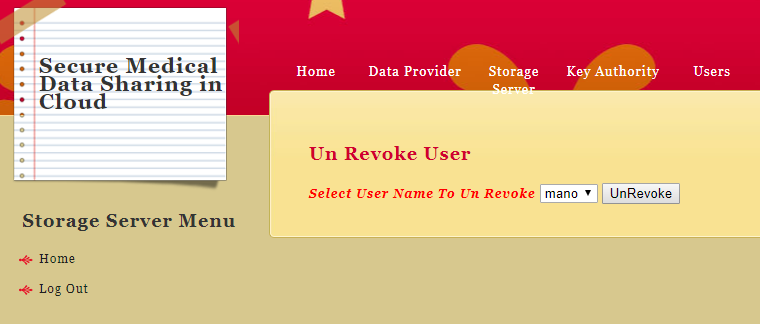 Secure Medical
Data Sharing in
Cloud
Home
Data Provider
Storage
Server
Key Authority
Users
Un Revoke User
Select User Name To Un Revoke mano UnRevoke
Storage Server Menu
Home
Log Out